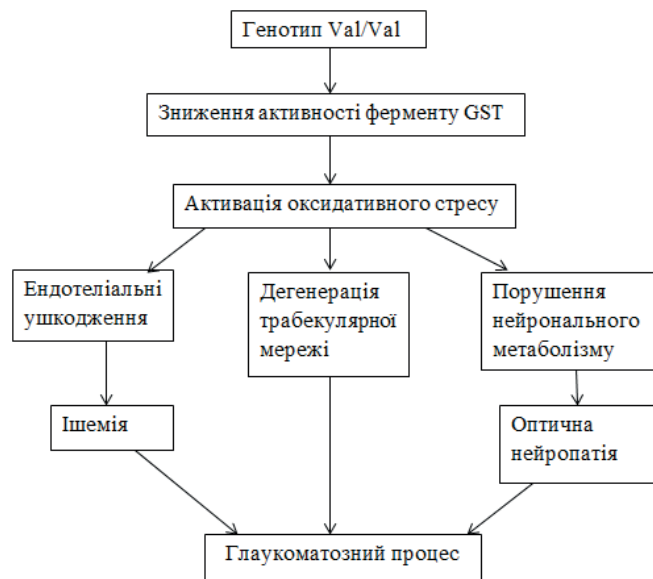 Генотип Val/Val
Зниження активності ферменту GST
Активація оксидативного стресу
Ендотеліальні
ушкодження
Дегенерація
трабекулярної
мережі
Порушення
нейронального
метаболізму
Ішемія
Оптична
нейропатія
Глаукоматозний процес